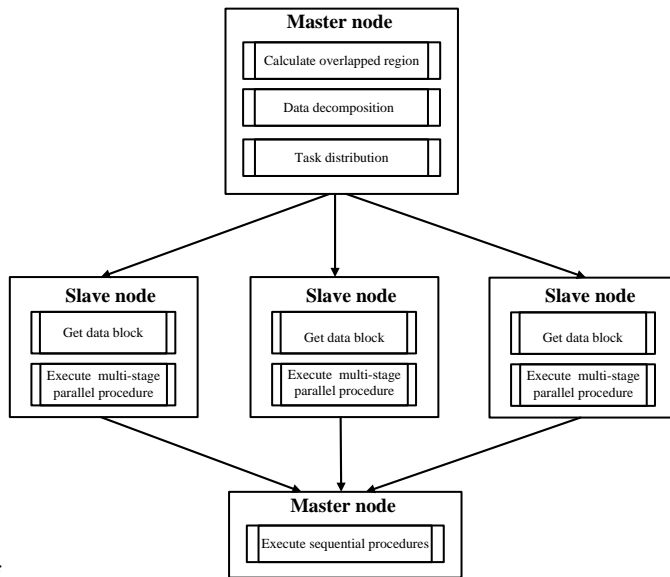 Master node
Calculate overlapped region
Data decomposition
Task distribution
Slave node
Get data block
Execute multi-stage
parallel procedure
Slave node
Get data block
Execute multi-stage
parallel procedure
Slave node
Get data block
Execute multi-stage
parallel procedure
Master node
Execute sequential procedures